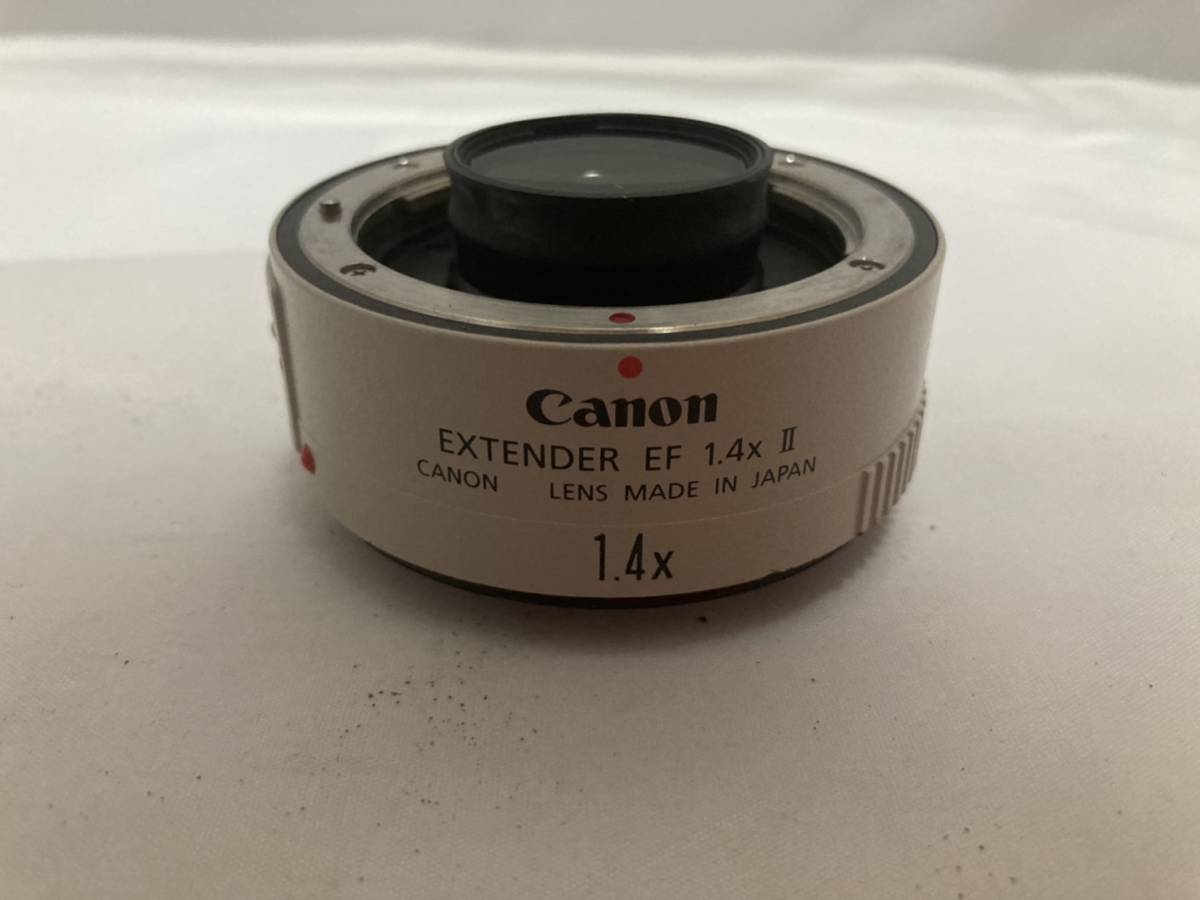 Canon
EXTENDER EF 1.4x II
CANON LENS MADE IN JAPAN
1.4x